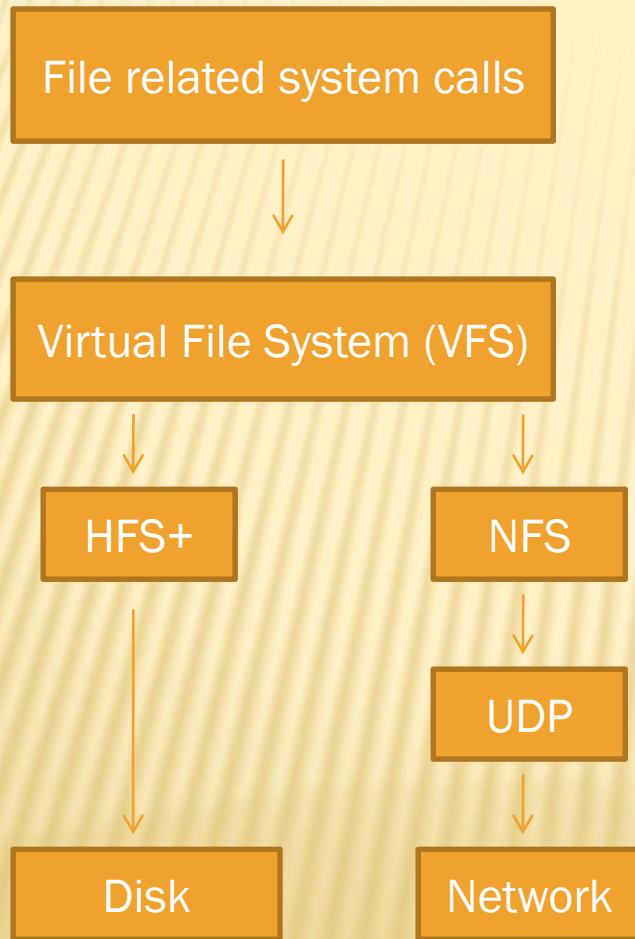 File related system calls
Virtual File System (VFS)
HFS+
NFS
UDP
Disk
Network